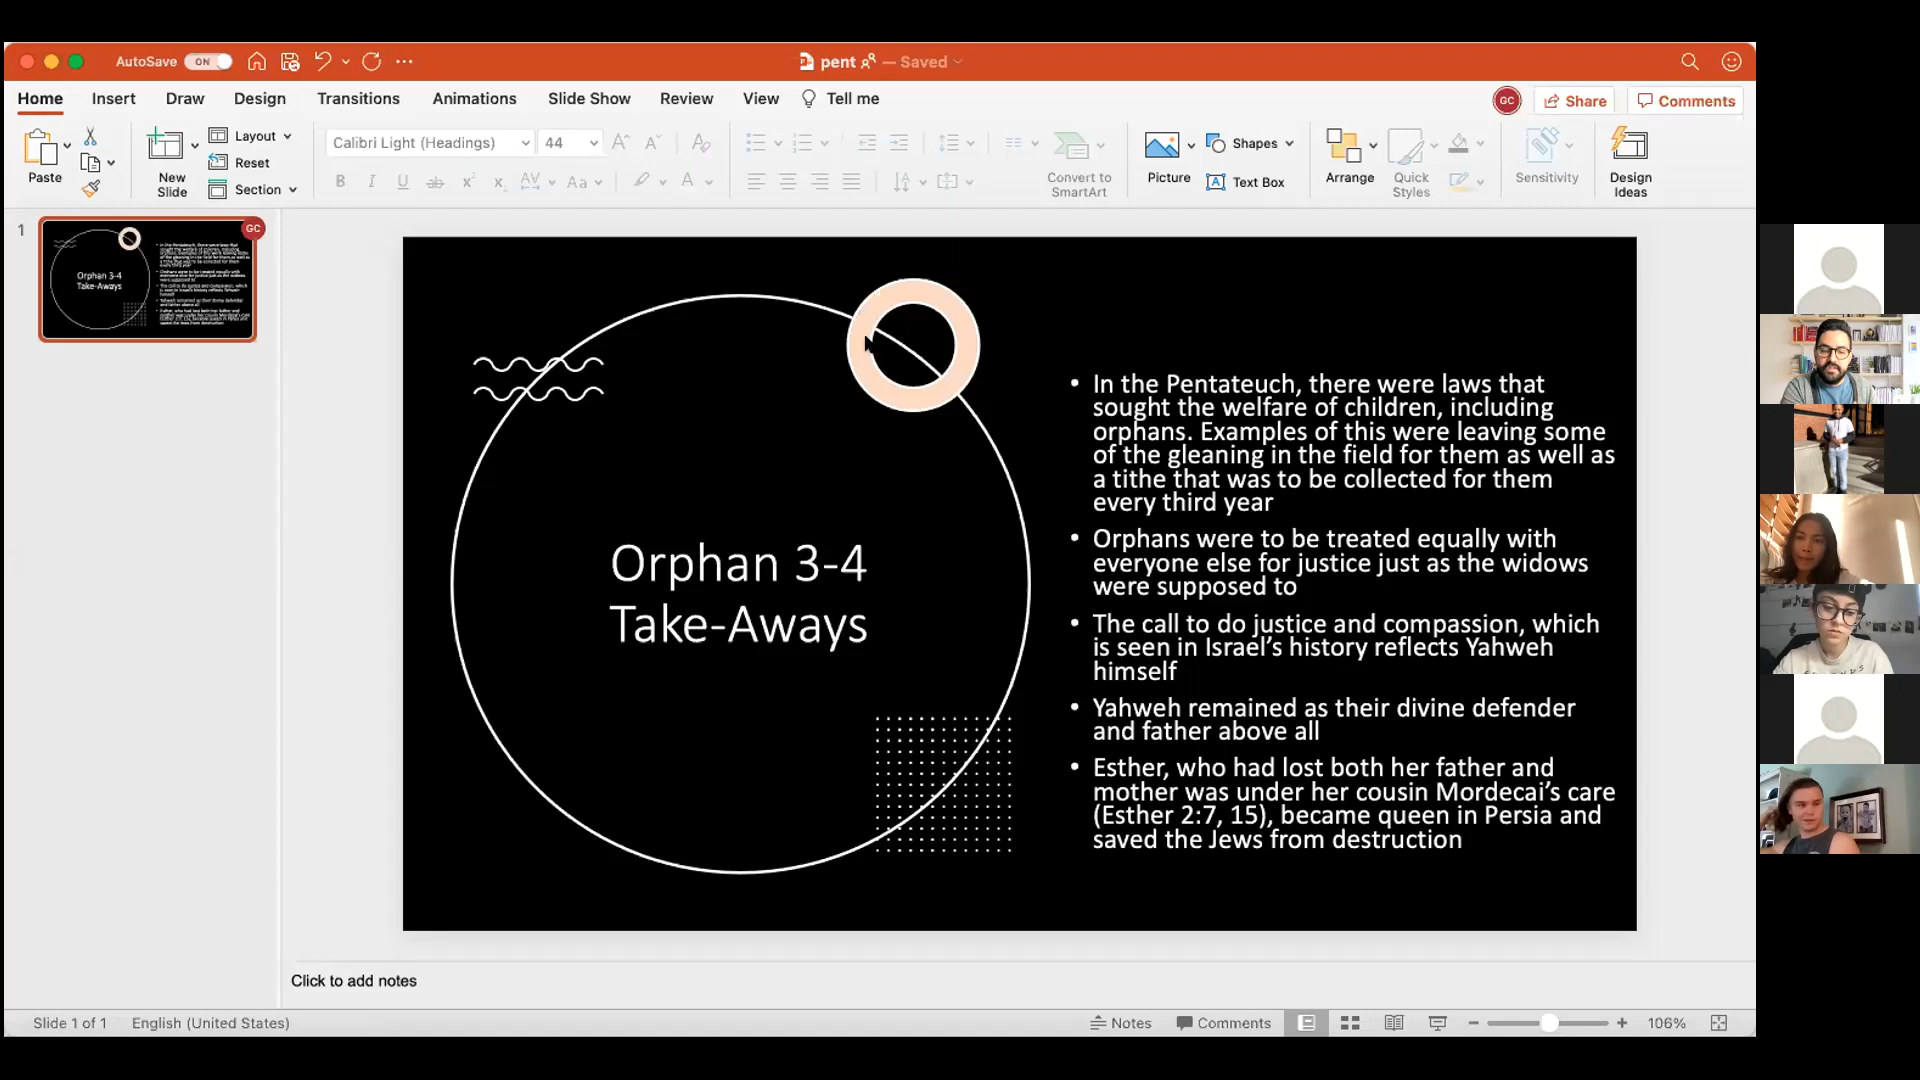 AutoSave ON
pent — Saved
Home Insert Draw Design Transitions Animations Slide Show Review View Tell me
GC Share Comments
Paste
New
Slide
Layout
Reset
Section
Calibri Light (Headings) 44
Convert to
SmartArt
Picture
Shapes
Text Box
Arrange
Quick
Styles
Sensitivity
Design
Ideas
1
GC
Orphan 3-4
Take-Aways
Orphan 3-4
Take-Aways
• In the Pentateuch, there were laws that
sought the welfare of children, including
orphans. Examples of this were leaving some
of the gleaning in the field for them as well as
a tithe that was to be collected for them
every third year
• Orphans were to be treated equally with
everyone else for justice just as the widows
were supposed to
• The call to do justice and compassion, which
is seen in Israel’s history reflects Yahweh
himself
• Yahweh remained as their divine defender
and father above all
• Esther, who had lost both her father and
mother was under her cousin Mordecai’s care
(Esther 2:7, 15), became queen in Persia and
saved the Jews from destruction
Click to add notes
Slide 1 of 1 English (United States) Notes Comments 106%